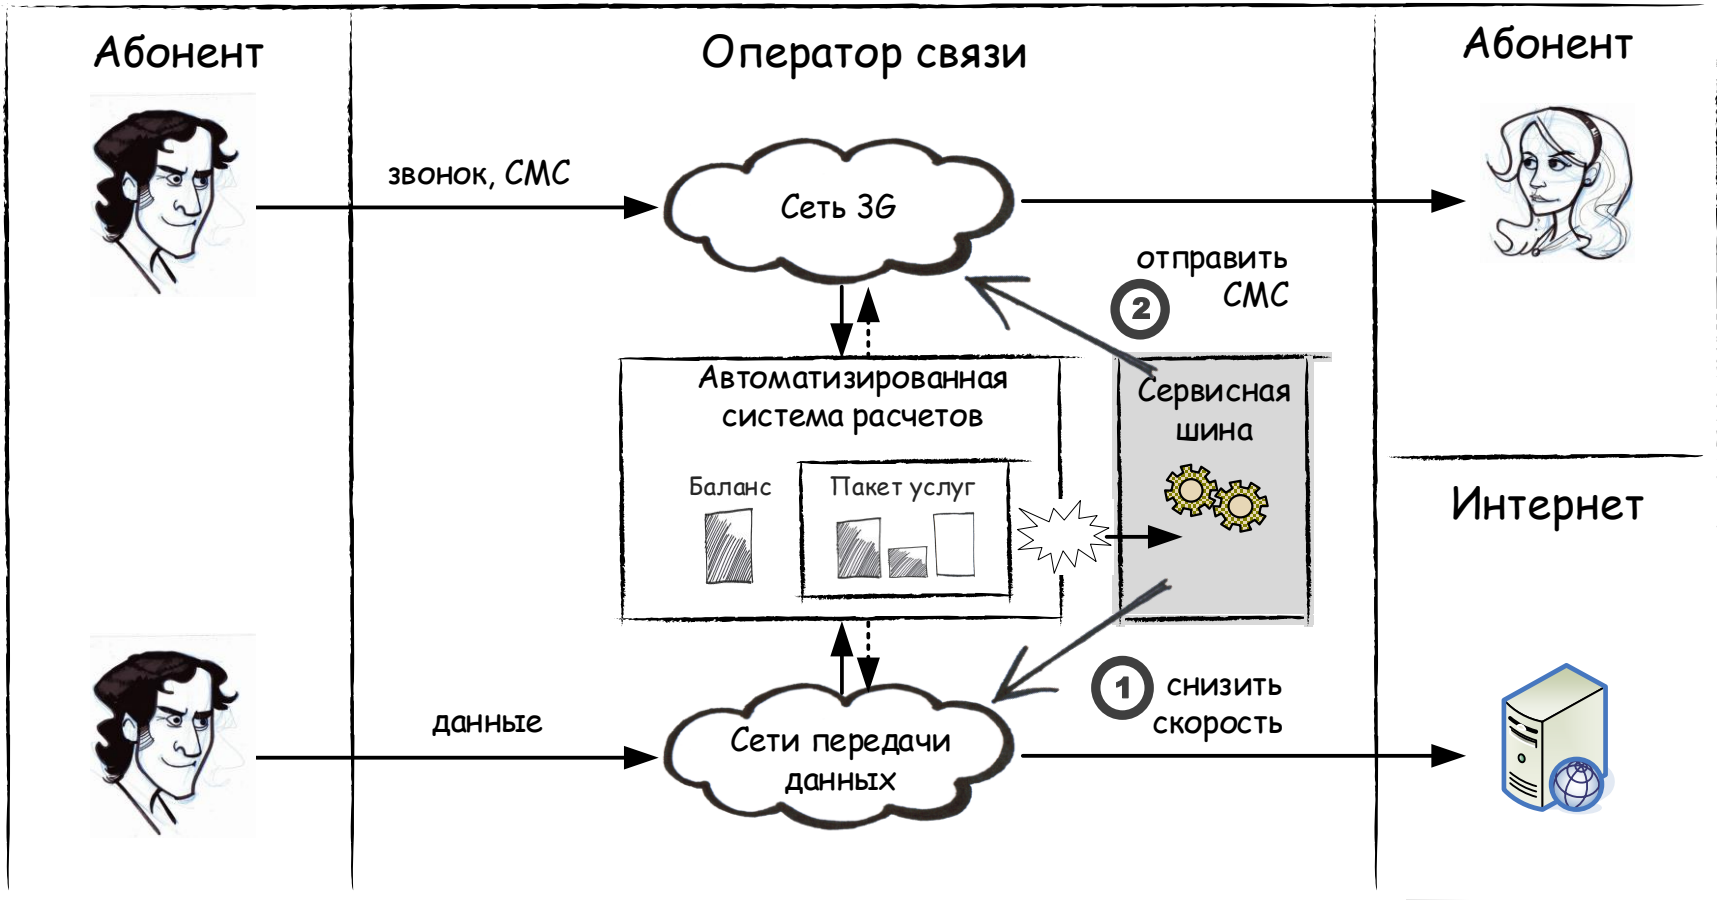 Абонент
Оператор связи
Абонент
звонок, СМС
Сеть 3G
отправить
СМС
2
Автоматизированная
система расчетов
Сервисная
шина
Баланс
Пакет услуг
Интернет
данные
Сети передачи
данных
1
снизить
скорость